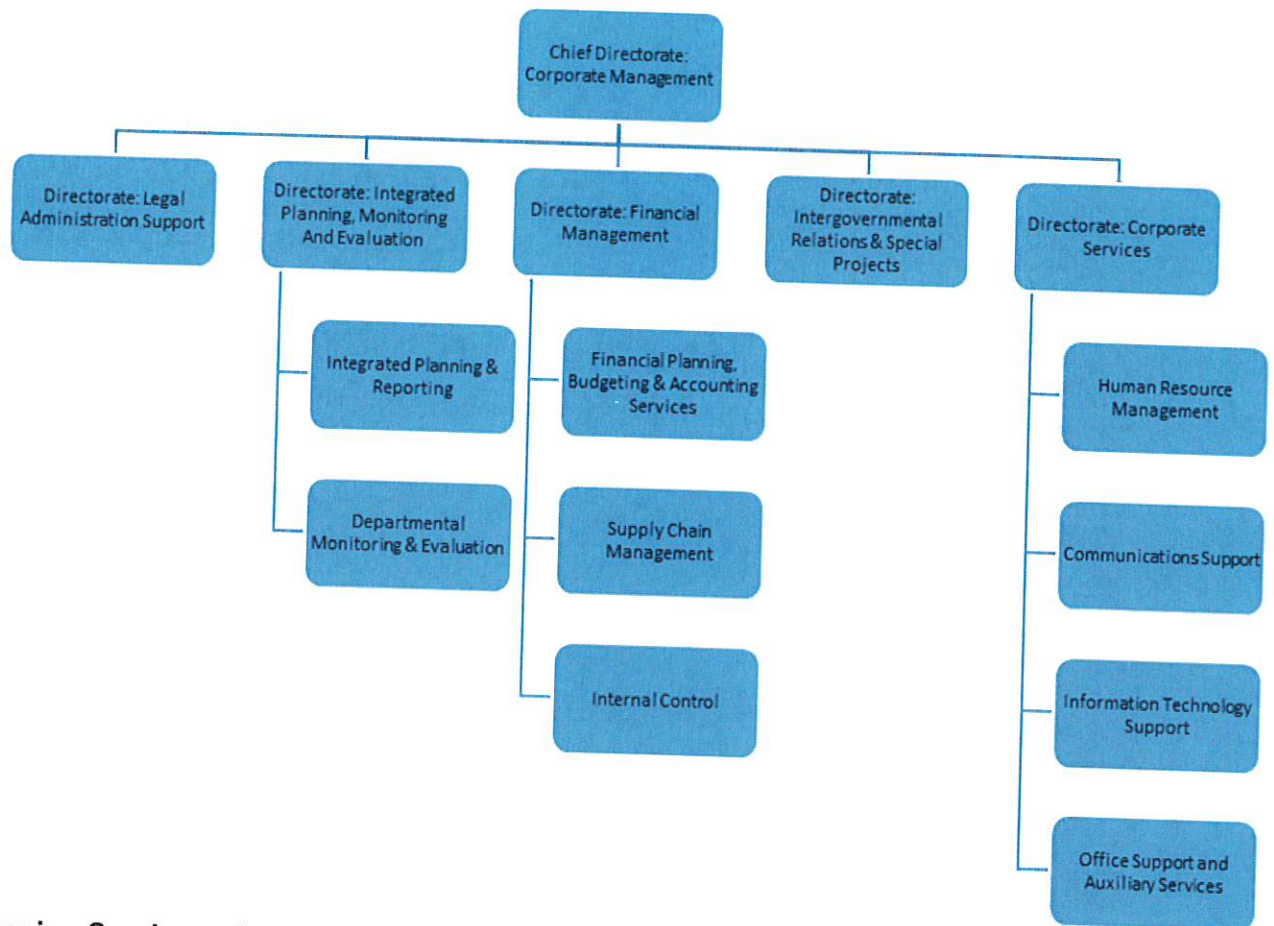 Chief Directorate:
Corporate Management
Directorate: Legal
Administration Support
Directorate: Integrated
Planning, Monitoring
And Evaluation
Directorate: Financial
Management
Directorate:
Intergovernmental
Relations & Special
Projects
Directorate: Corporate
Services
Integrated Planning &
Reporting
Departmental
Monitoring & Evaluation
Financial Planning,
Budgeting & Accounting
Services
Supply Chain
Management
Internal Control
Human Resource
Management
Communications Support
Information Technology
Support
Office Support and
Auxiliary Services